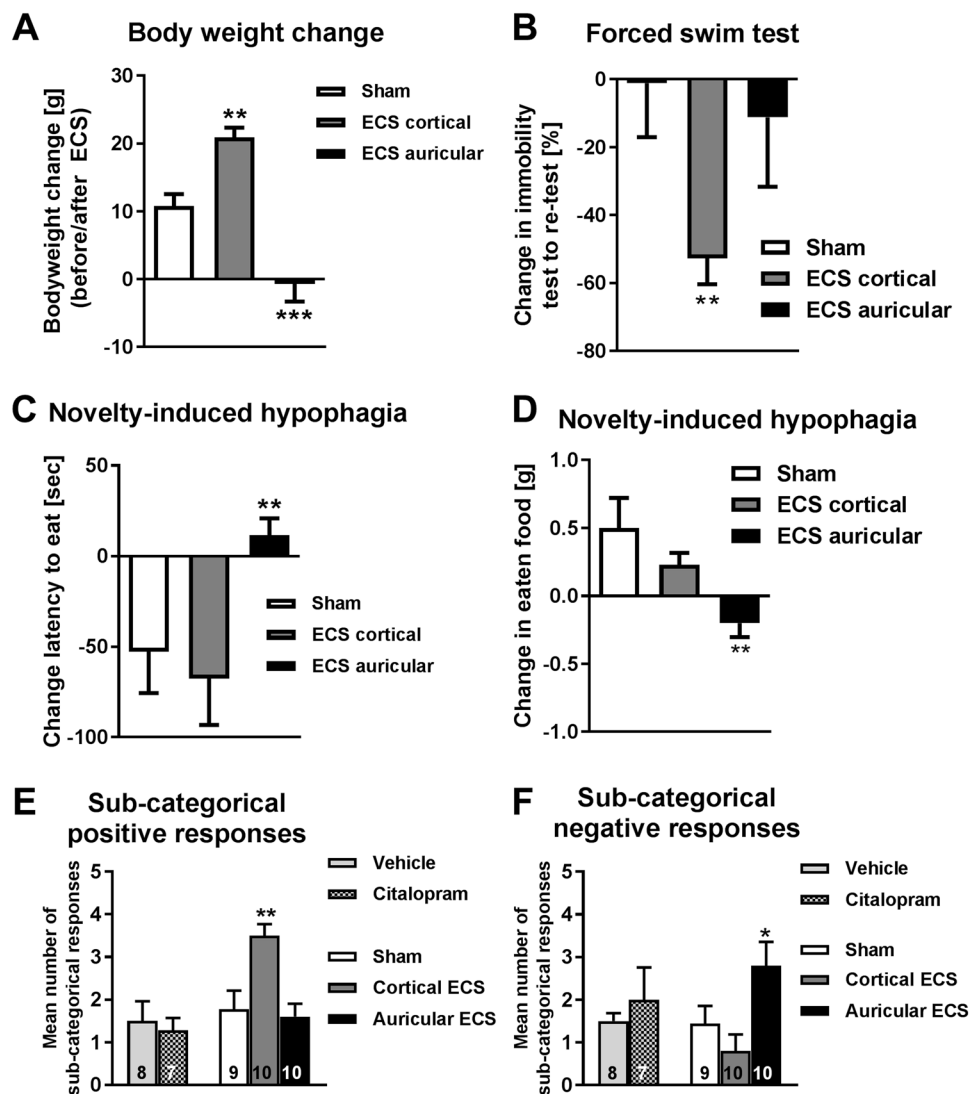 A
Body weight change
Bodyweight change [g]
(before/after ECS)
30
20
10
0
-10
**
***
Sham
ECS cortical
ECS auricular
B
Forced swim test
Change in immobility
test to re-test [%]
0
-20
-40
-60
-80
**
Sham
ECS cortical
ECS auricular
C
Novelty-induced hypophagia
Change latency to eat [sec]
50
0
-50
-100
**
Sham
ECS cortical
ECS auricular
D
Novelty-induced hypophagia
Change in eaten food [g]
1.0
0.5
0.0
-0.5
-1.0
**
Sham
ECS cortical
ECS auricular
E
Sub-categorical
positive responses
Mean number of
sub-categorical responses
5
4
3
2
1
0
**
8
7
9
10
10
Vehicle
Citalopram
Sham
Cortical ECS
Auricular ECS
F
Sub-categorical
negative responses
Mean number of
sub-categorical responses
5
4
3
2
1
0
*
8
7
9
10
10
Vehicle
Citalopram
Sham
Cortical ECS
Auricular ECS